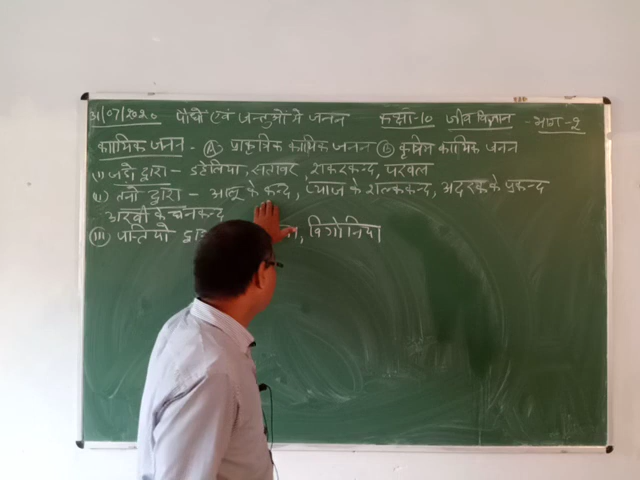 31/07/2020 पौधों एवं जन्तुओं मे जनन कक्षा-10 जीव विज्ञान - भाग-२
कायिक जनन - (A) प्राकृतिक कायिक जनन (B) कृत्रिम कायिक जनन
(I) जड़ो द्वारा - डहेलिया, सतावर, शकरकन्द, परवल
(II) तनो द्वारा - आलू के कन्द, प्याज के शल्ककन्द, अदरक के प्रकन्द
अरबी के घनकन्द
(III) पत्तियो द्वारा , बिगोनिया